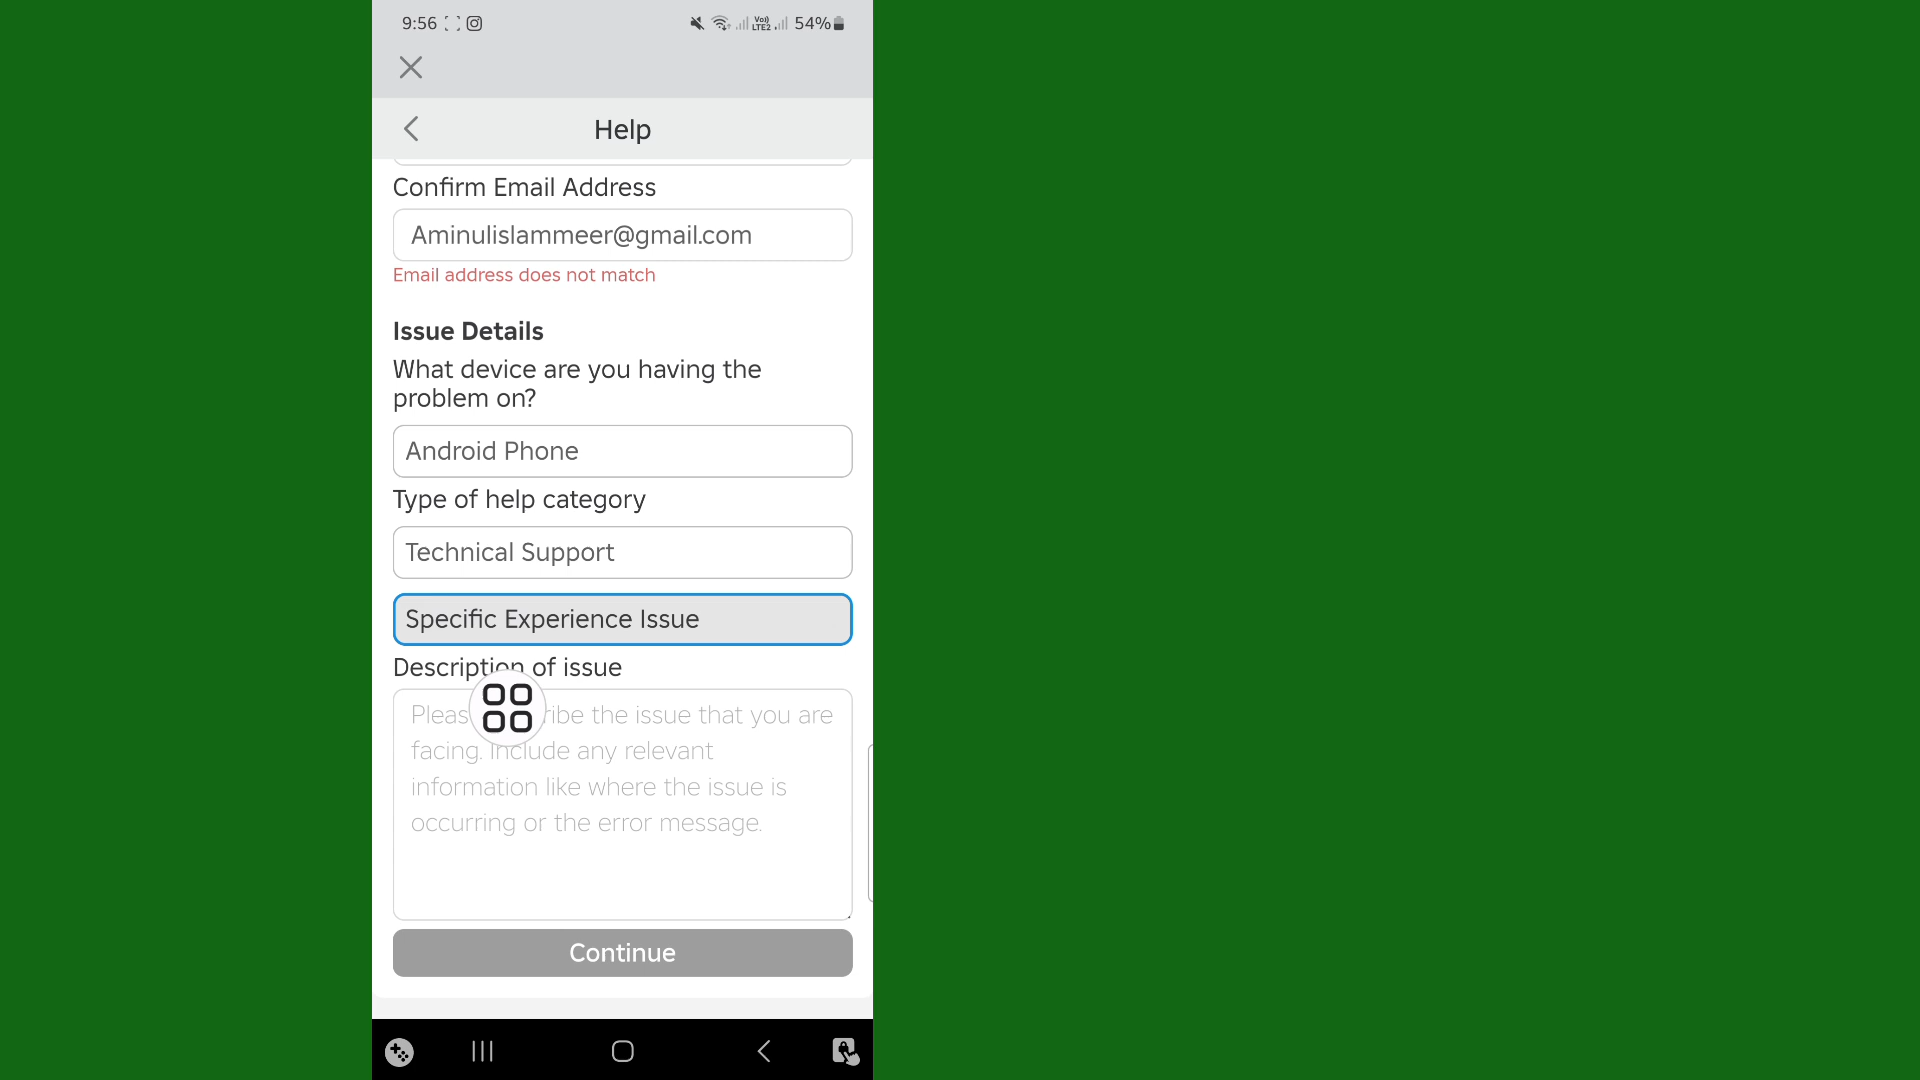 9:56
Vo))
LTE2
54%
Help
Confirm Email Address
Aminulislammeer@gmail.com
Email address does not match
Issue Details
What device are you having the
problem on?
Android Phone
Type of help category
Technical Support
Specific Experience Issue
Description of issue
Pleas ribe the issue that you are
facing. Include any relevant
information like where the issue is
occurring or the error message.
Continue